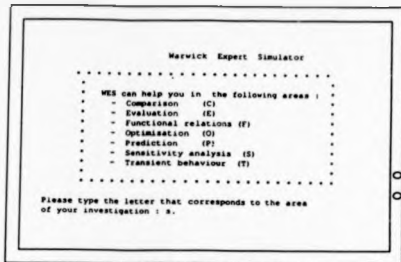 Warwick Expert Simulator
WES can help you in the following areas :
- Comparison (C)
- Evaluation (E)
- Functional relations (F)
- Optimisation (O)
- Prediction (P)
- Sensitivity analysis (S)
- Transient behaviour (T)
Please type the letter that corresponds to the area
of your investigation : s.